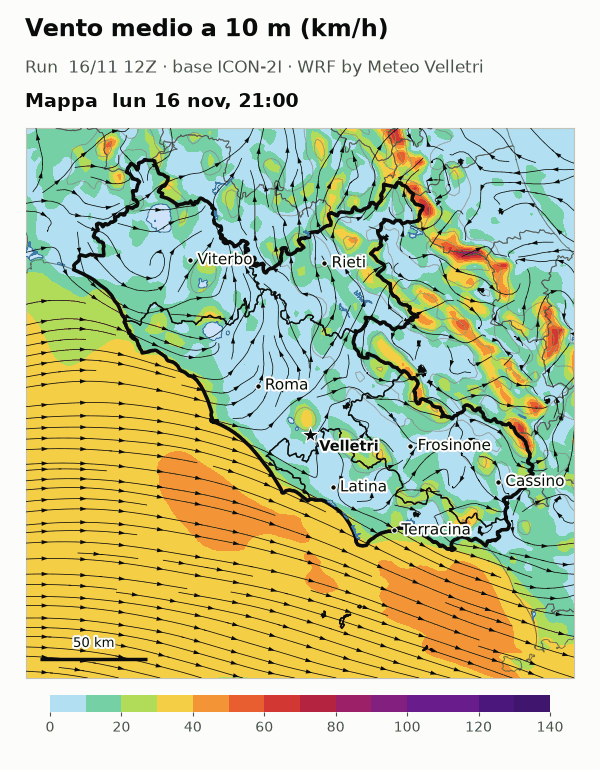 Vento medio a 10 m (km/h)
Run  16/11 12Z · base ICON-2I · WRF by Meteo Velletri
Mappa  lun 16 nov, 21:00
Viterbo
Rieti
Roma
Velletri
Frosinone
Cassino
Latina
Terracina
50 km
0 20 40 60 80 100 120 140